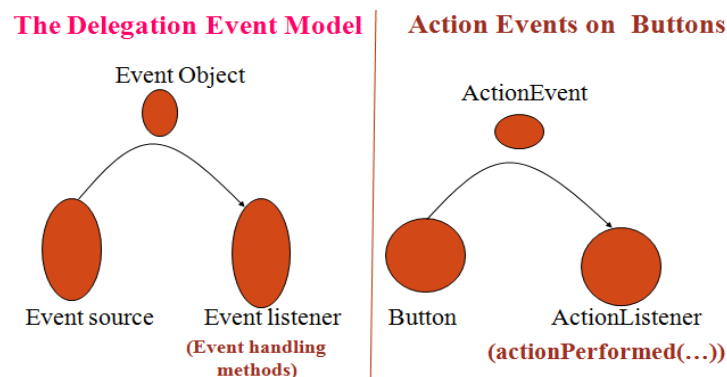 The Delegation Event Model
Event Object
Event source
Event listener
(Event handling
methods)
Action Events on Buttons
ActionEvent
Button
ActionListener
(actionPerformed(...))